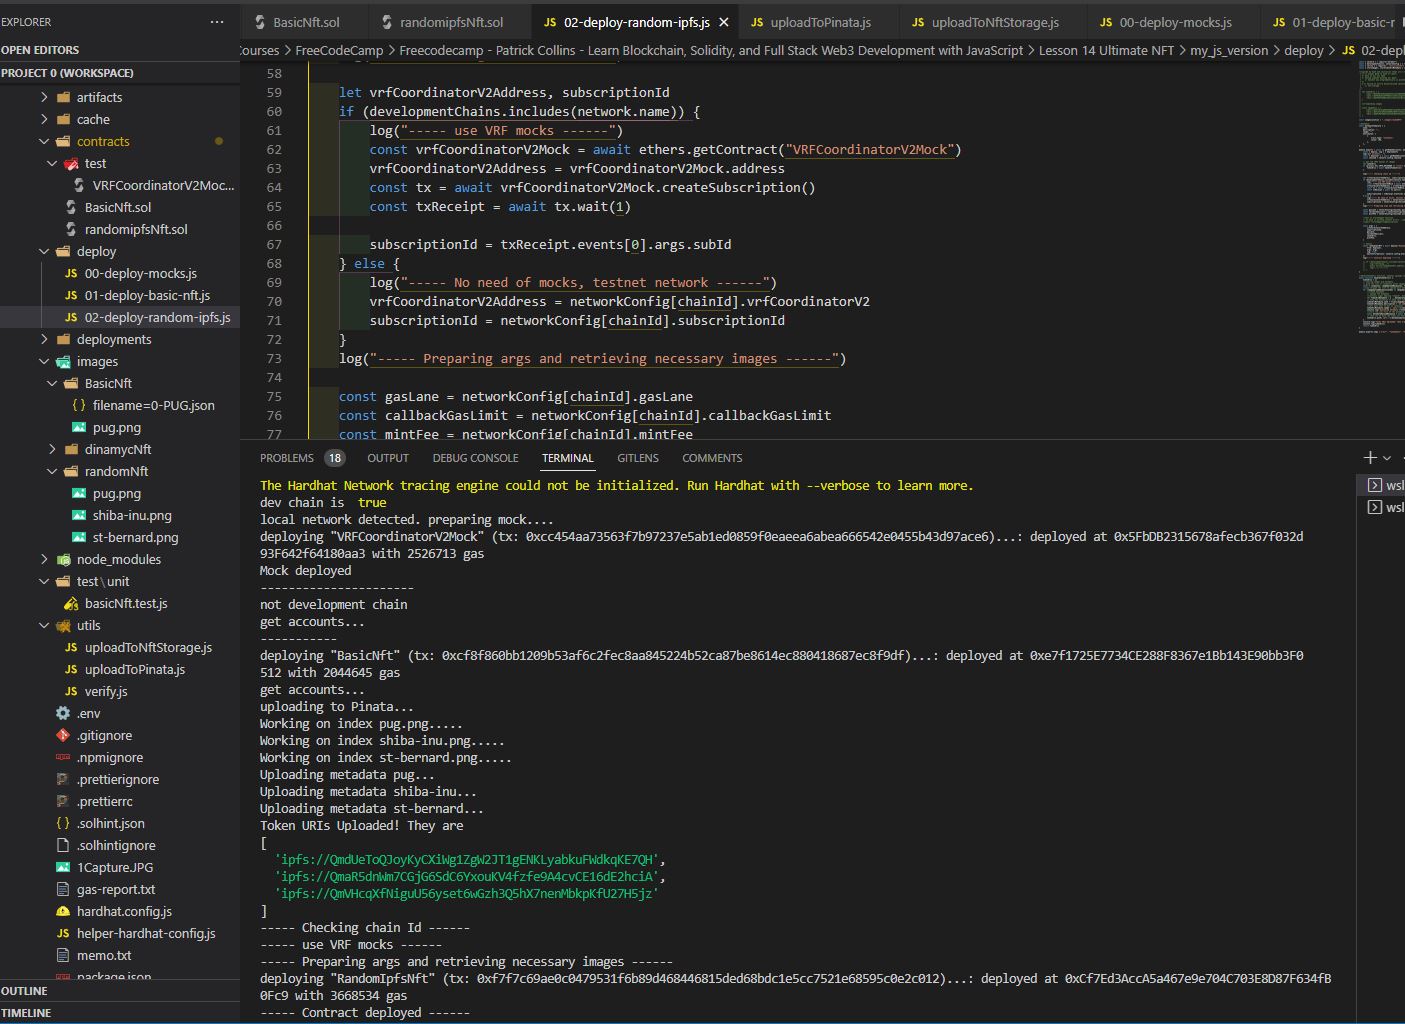 EXPLORER
OPEN EDITORS
PROJECT 0 (WORKSPACE)
artifacts
cache
contracts
test
VRFCoordinatorV2Moc...
BasicNft.sol
randomipfsNft.sol
deploy
00-deploy-mocks.js
01-deploy-basic-nft.js
02-deploy-random-ipfs.js
deployments
images
BasicNft
filename=0-PUG.json
pug.png
dinamycNft
randomNft
pug.png
shiba-inu.png
st-bernard.png
node_modules
test\unit
basicNft.test.js
utils
uploadToNftStorage.js
uploadToPinata.js
verify.js
.env
.gitignore
.npmignore
.prettierignore
.prettierrc
.solhint.json
.solhintignore
1CaptureJPG
gas-report.txt
hardhat.config.js
helper-hardhat-config.js
memo.txt
package.json
OUTLINE
TIMELINE
BasicNft.sol randomipfsNft.sol 02-deploy-random-ipfs.js uploadToPinata.js uploadToNftStorage.js 00-deploy-mocks.js 01-deploy-basic-r
Courses > FreeCodeCamp > Freecodecamp - Patrick Collins - Learn Blockchain, Solidity, and Full Stack Web3 Development with JavaScript > Lesson 14 Ultimate NFT > my_js_version > deploy > JS 02-depl
58
59 let vrfCoordinatorV2Address, subscriptionId
60 if (developmentChains.includes(network.name)) {
61 log("----- use VRF mocks ------")
62 const vrfCoordinatorV2Mock = await ethers.getContract("VRFCoordinatorV2Mock")
63 vrfCoordinatorV2Address = vrfCoordinatorV2Mock.address
64 const tx = await vrfCoordinatorV2Mock.createSubscription()
65 const txReceipt = await tx.wait(1)
66
67 subscriptionId = txReceipt.events[0].args.subId
68 } else {
69 log("----- No need of mocks, testnet network ------")
70 vrfCoordinatorV2Address = networkConfig[chainId].vrfCoordinatorV2
71 subscriptionId = networkConfig[chainId].subscriptionId
72 }
73 log("----- Preparing args and retrieving necessary images ------")
74
75 const gasLane = networkConfig[chainId].gasLane
76 const callbackGasLimit = networkConfig[chainId].callbackGasLimit
77 const mintFee = networkConfig[chainId].mintFee
PROBLEMS 18 OUTPUT DEBUG CONSOLE TERMINAL GITLENS COMMENTS
The Hardhat Network tracing engine could not be initialized. Run Hardhat with --verbose to learn more.
dev chain is  true
local network detected. preparing mock....
deploying "VRFCoordinatorV2Mock" (tx: 0xcc454aa73563f7b97237e5ab1ed0859f0eaeea6abea666542e0455b43d97ace6)...: deployed at 0x5FbDB2315678afecb367f032d
93F642f64180aa3 with 2526713 gas
Mock deployed
----------------------
not development chain
get accounts...
-----------
deploying "BasicNft" (tx: 0xcf8f860bb1209b53af6c2fec8aa845224b52ca87be8614ec880418687ec8f9df)...: deployed at 0xe7f1725E7734CE288F8367e1Bb143E90bb3F0
512 with 2044645 gas
get accounts...
uploading to Pinata...
Working on index pug.png.....
Working on index shiba-inu.png.....
Working on index st-bernard.png.....
Uploading metadata pug...
Uploading metadata shiba-inu...
Uploading metadata st-bernard...
Token URIs Uploaded! They are
[
'ipfs://QmdUeToQJoyKyCXiWg1ZgW2JT1gENKLyabkuFWdkqKE7QH',
'ipfs://QmaR5dnWm7CGjG6SdC6YxouKV4fzfe9A4cvCE16dE2hciA',
'ipfs://QmVHcqXfNiguU56yset6wGzh3Q5hX7nenMbkpKfU27H5jz'
]
----- Checking chain Id ------
----- use VRF mocks ------
----- Preparing args and retrieving necessary images ------
deploying "RandomIpfsNft" (tx: 0xf7f7c69ae0c0479531f6b89d468446815ded68bdc1e5cc7521e68595c0e2c012)...: deployed at 0xCf7Ed3AccA5a467e9e704C703E8D87F634fB
0Fc9 with 3668534 gas
----- Contract deployed ------
wsl
wsl